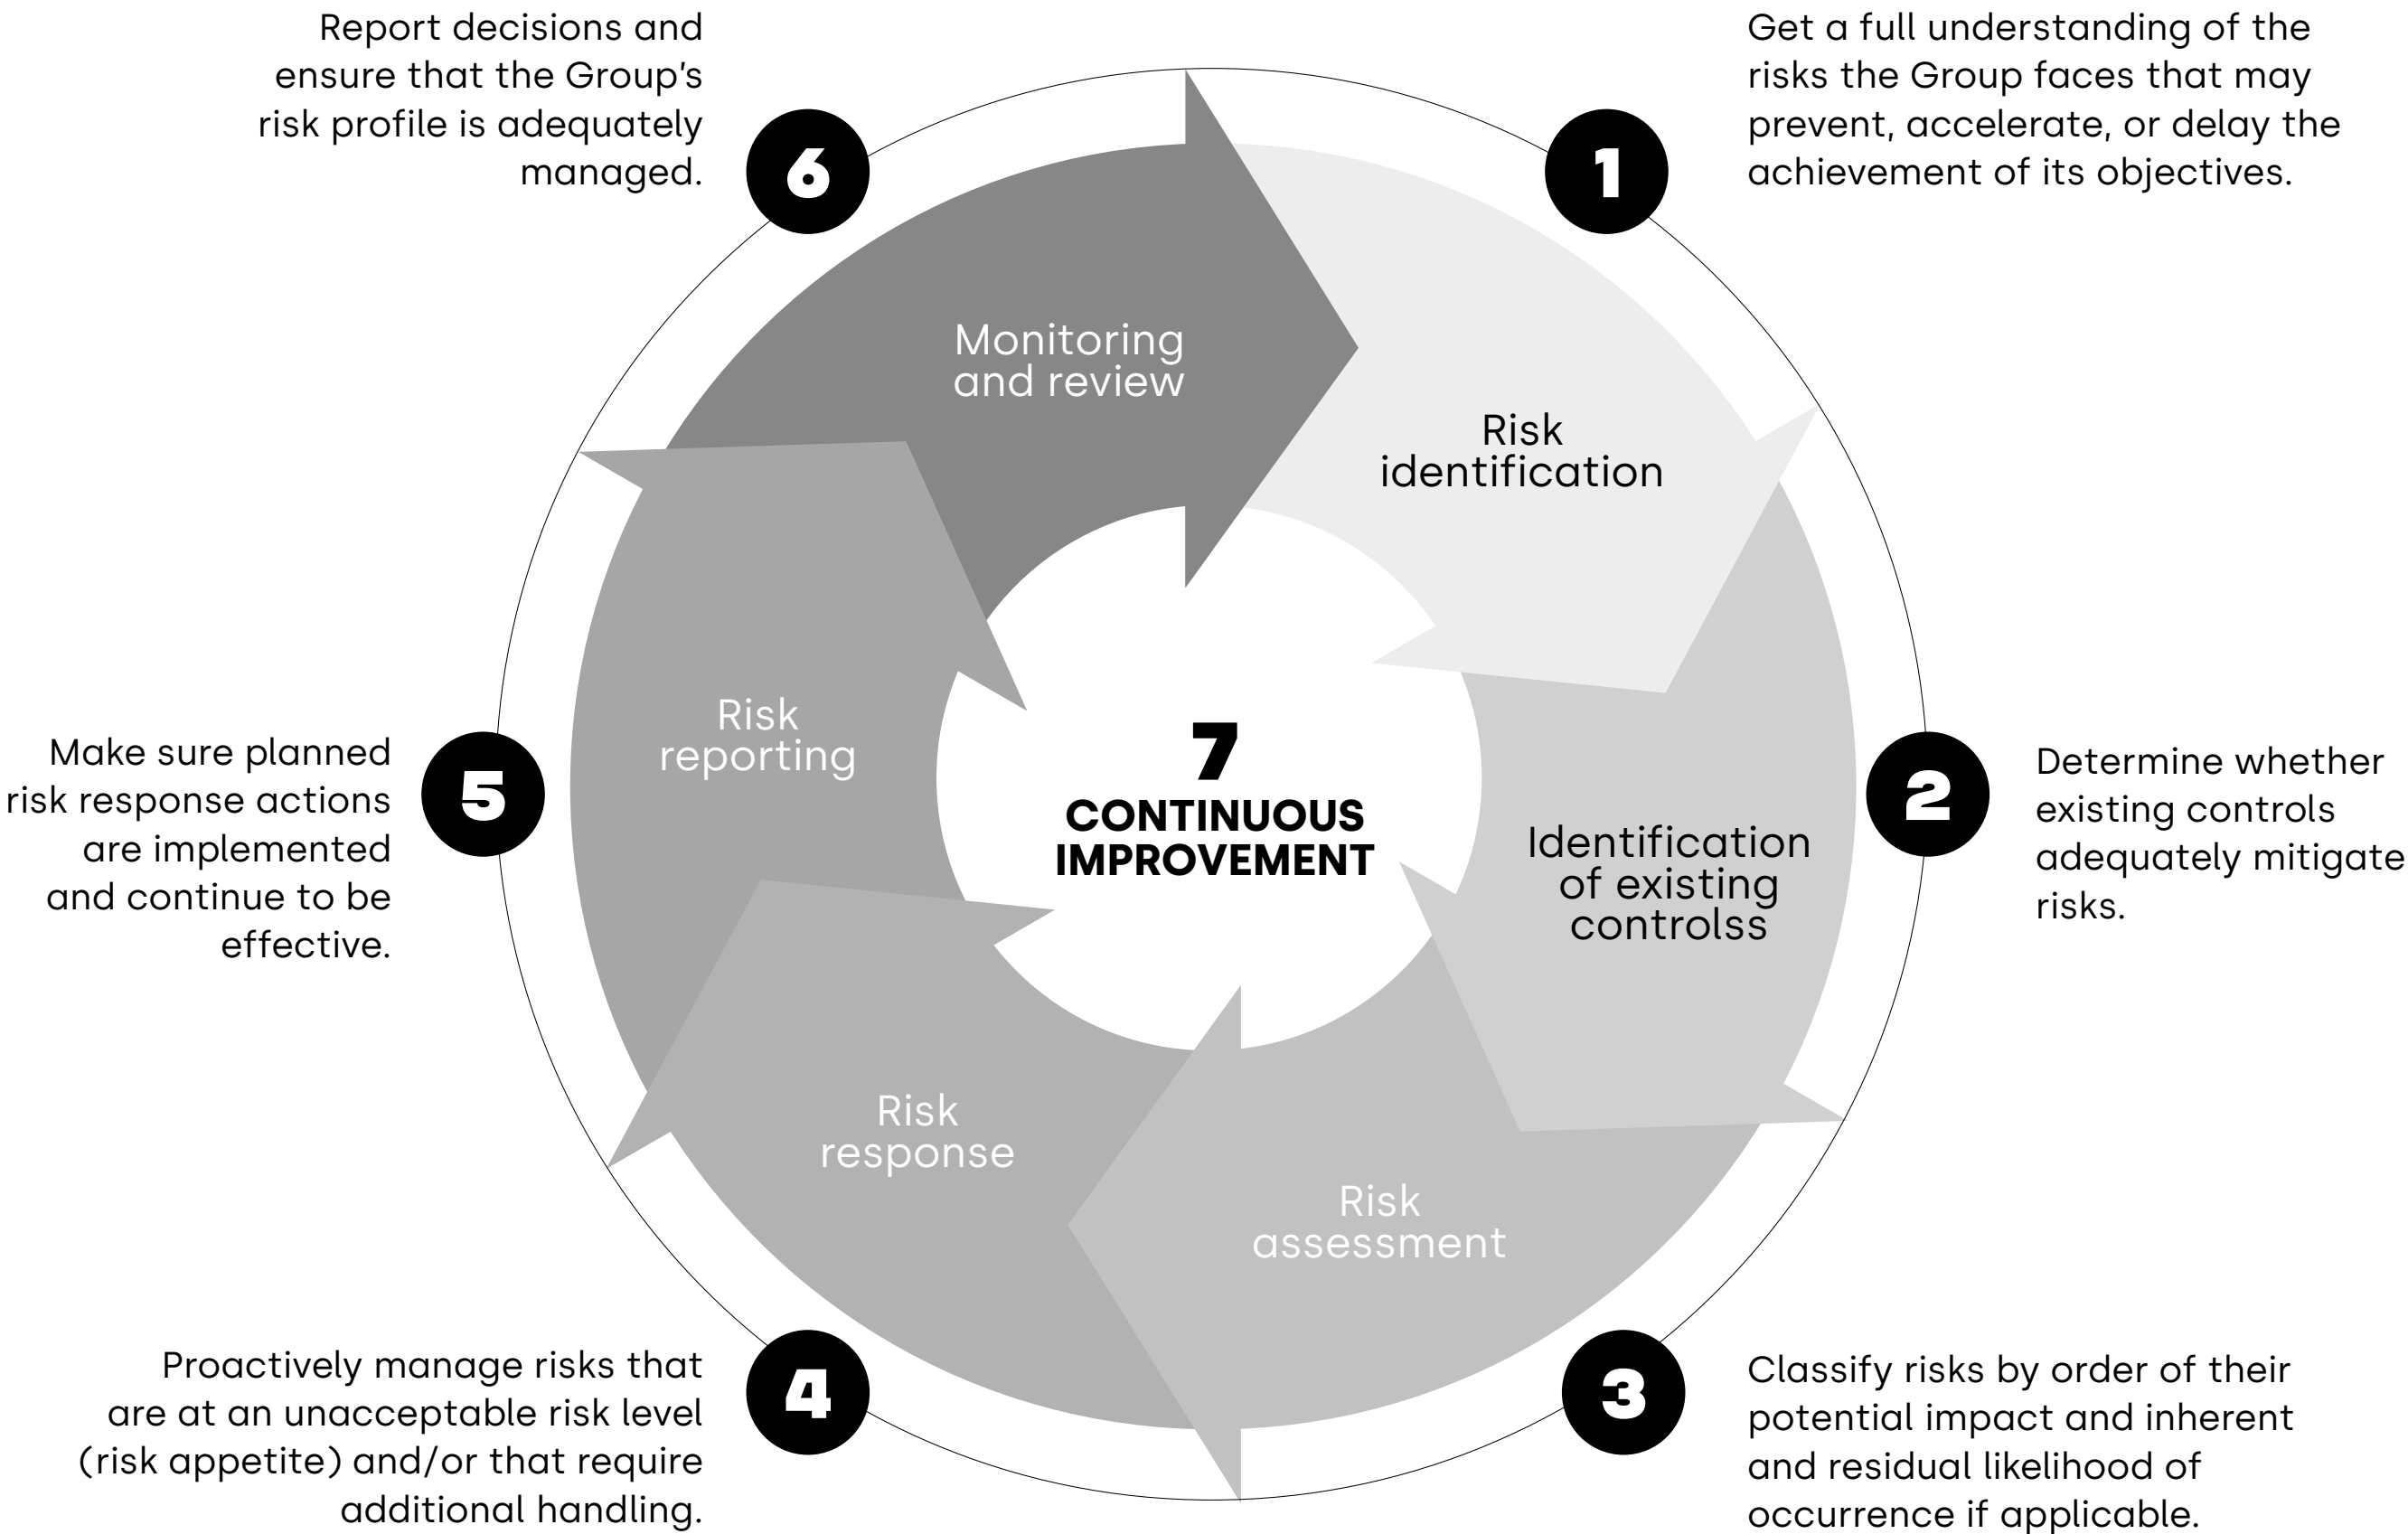 Report decisions and
ensure that the Group's
risk profile is adequately
managed.
6
Get a full understanding of the
risks the Group faces that may
prevent, accelerate, or delay the
achievement of its objectives.
1
Monitoring
and review
Risk
identification
Risk
reporting
7
CONTINUOUS
IMPROVEMENT
Identification
of existing
controlss
Make sure planned
risk response actions
are implemented
and continue to be
effective.
5
2
Determine whether
existing controls
adequately mitigate
risks.
Risk
response
Risk
assessment
Proactively manage risks that
are at an unacceptable risk level
(risk appetite) and/or that require
additional handling.
4
3
Classify risks by order of their
potential impact and inherent
and residual likelihood of
occurrence if applicable.